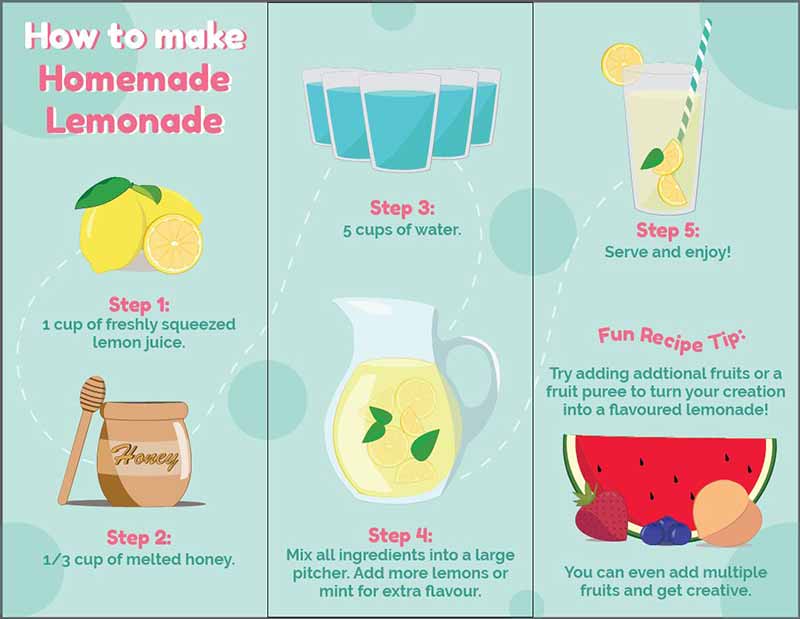 How to make
Homemade
Lemonade
Step 1:
1 cup of freshly squeezed
lemon juice.
Honey
Step 2:
1/3 cup of melted honey.
Step 3:
5 cups of water.
Step 4:
Mix all ingredients into a large
pitcher. Add more lemons or
mint for extra flavour.
Step 5:
Serve and enjoy!
Fun Recipe Tip:
Try adding addtional fruits or a
fruit puree to turn your creation
into a flavoured lemonade!
You can even add multiple
fruits and get creative.